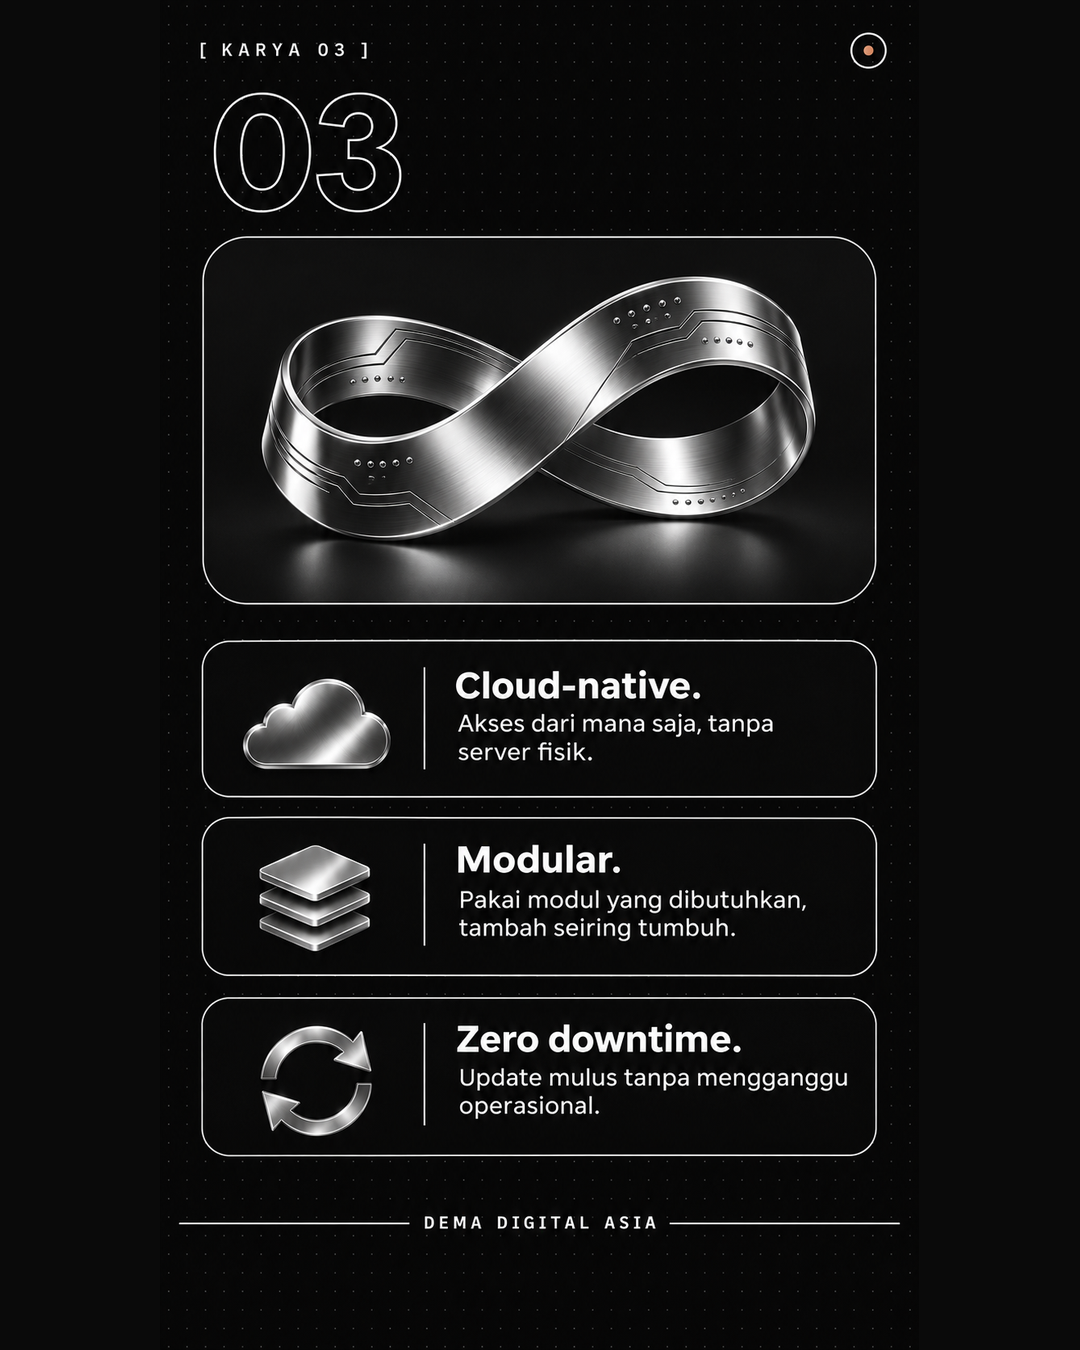 [ KARYA 03 ]
03
Cloud-native.
Akses dari mana saja, tanpa
server fisik.
Modular.
Pakai modul yang dibutuhkan,
tambah seiring tumbuh.
Zero downtime.
Update mulus tanpa mengganggu
operasional.
DEMA DIGITAL ASIA